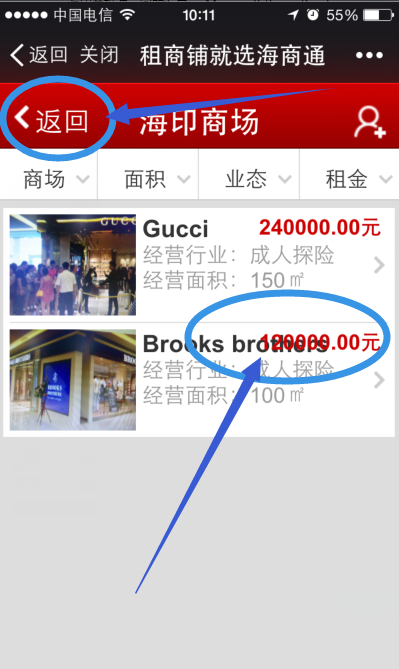 中国电信 10:11 55%
返回 关闭 租商铺就选海商通
返回 海印商场
商场 面积 业态 租金
GUCCI
Gucci 240000.00元
经营行业：成人探险
经营面积：150㎡
Brooks brothers 0000.00元
经营行业：成人探险
经营面积：100㎡